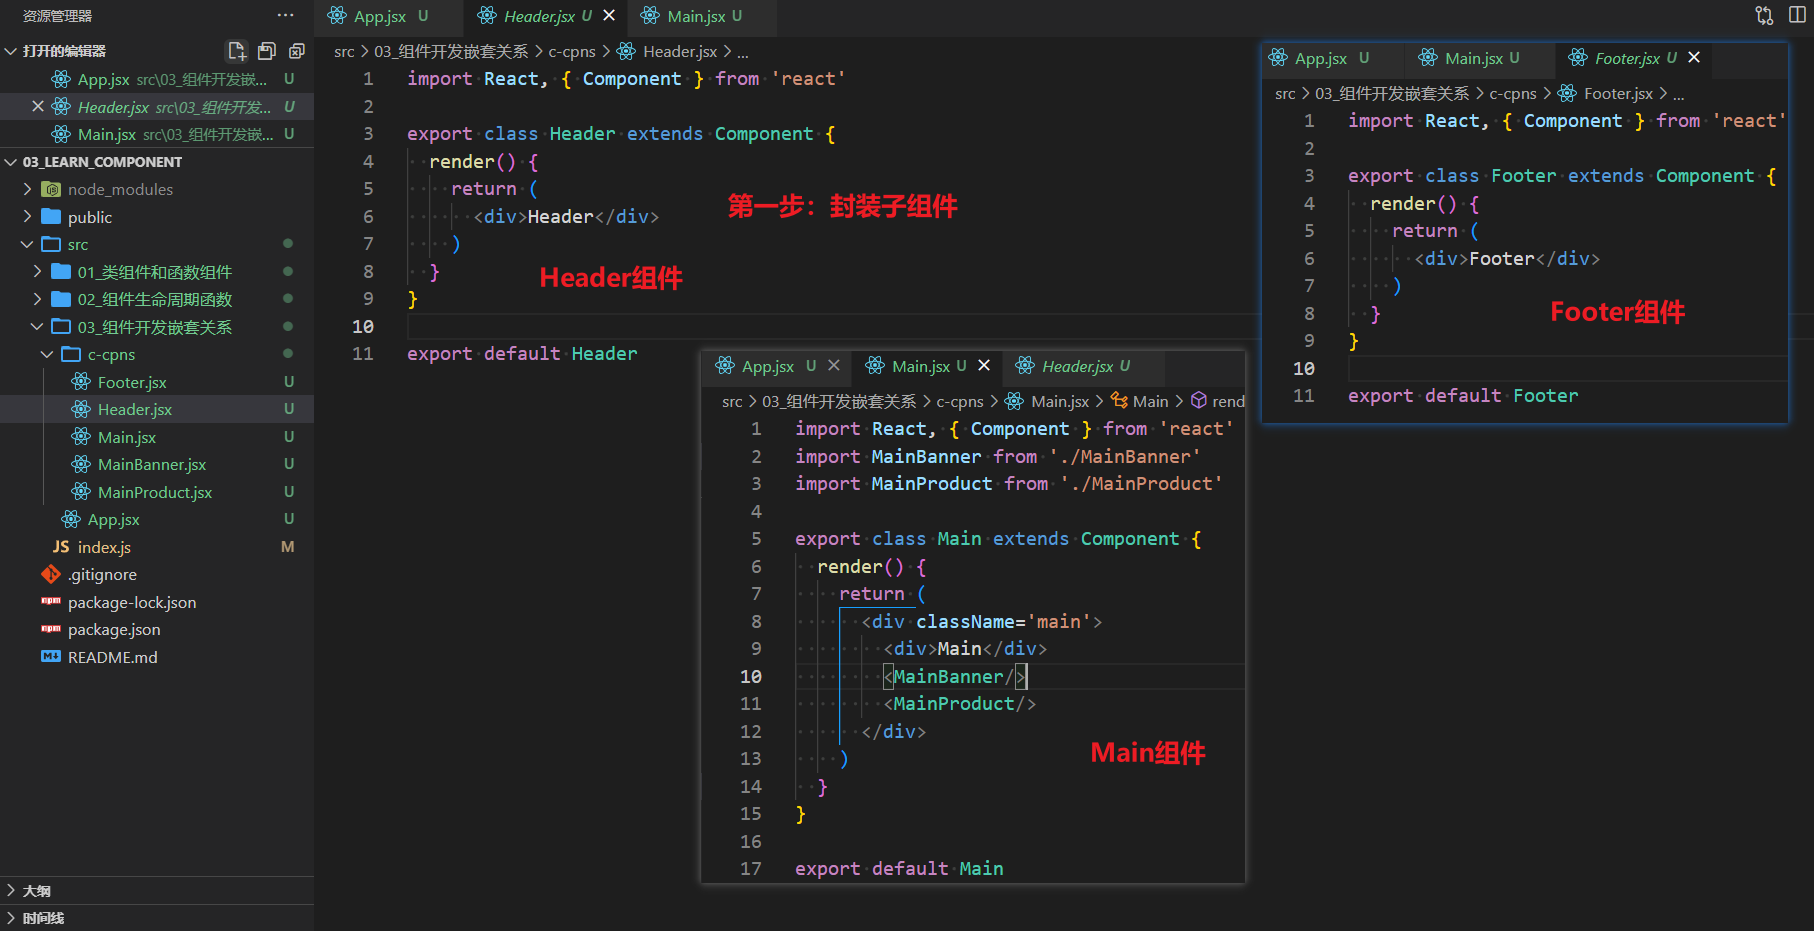 资源管理器 ···
打开的编辑器
App.jsx src\03_组件开发嵌... U
Header.jsx src\03_组件开发... U
Main.jsx src\03_组件开发嵌... U
03_LEARN_COMPONENT
node_modules
public
src
01_类组件和函数组件
02_组件生命周期函数
03_组件开发嵌套关系
c-cpns
Footer.jsx U
Header.jsx U
Main.jsx U
MainBanner.jsx U
MainProduct.jsx U
App.jsx U
JS index.js M
.gitignore
package-lock.json
package.json
README.md
大纲
时间线
App.jsx U Header.jsx U Main.jsx U
src > 03_组件开发嵌套关系 > c-cpns > Header.jsx > ...
1 import React, { Component } from 'react'
2
3 export class Header extends Component {
4 render() {
5 return (
6 <div>Header</div>
7 )
8 }
9 }
10
11 export default Header
第一步：封装子组件
Header组件
App.jsx U Main.jsx U Header.jsx U
src > 03_组件开发嵌套关系 > c-cpns > Main.jsx > Main > rend
1 import React, { Component } from 'react'
2 import MainBanner from './MainBanner'
3 import MainProduct from './MainProduct'
4
5 export class Main extends Component {
6 render() {
7 return (
8 <div className='main'>
9 <div>Main</div>
10 <MainBanner/>
11 <MainProduct/>
12 </div>
13 )
14 }
15 }
16
17 export default Main
Main组件
App.jsx U Main.jsx U Footer.jsx U
src > 03_组件开发嵌套关系 > c-cpns > Footer.jsx > ...
1 import React, { Component } from 'react'
2
3 export class Footer extends Component {
4 render() {
5 return (
6 <div>Footer</div>
7 )
8 }
9 }
10
11 export default Footer
Footer组件